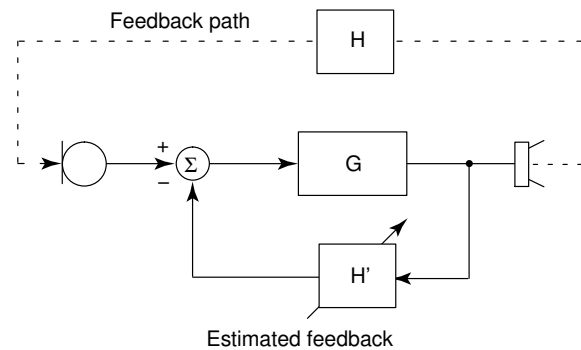 Feedback path
H
+
Σ
−
G
H'
Estimated feedback